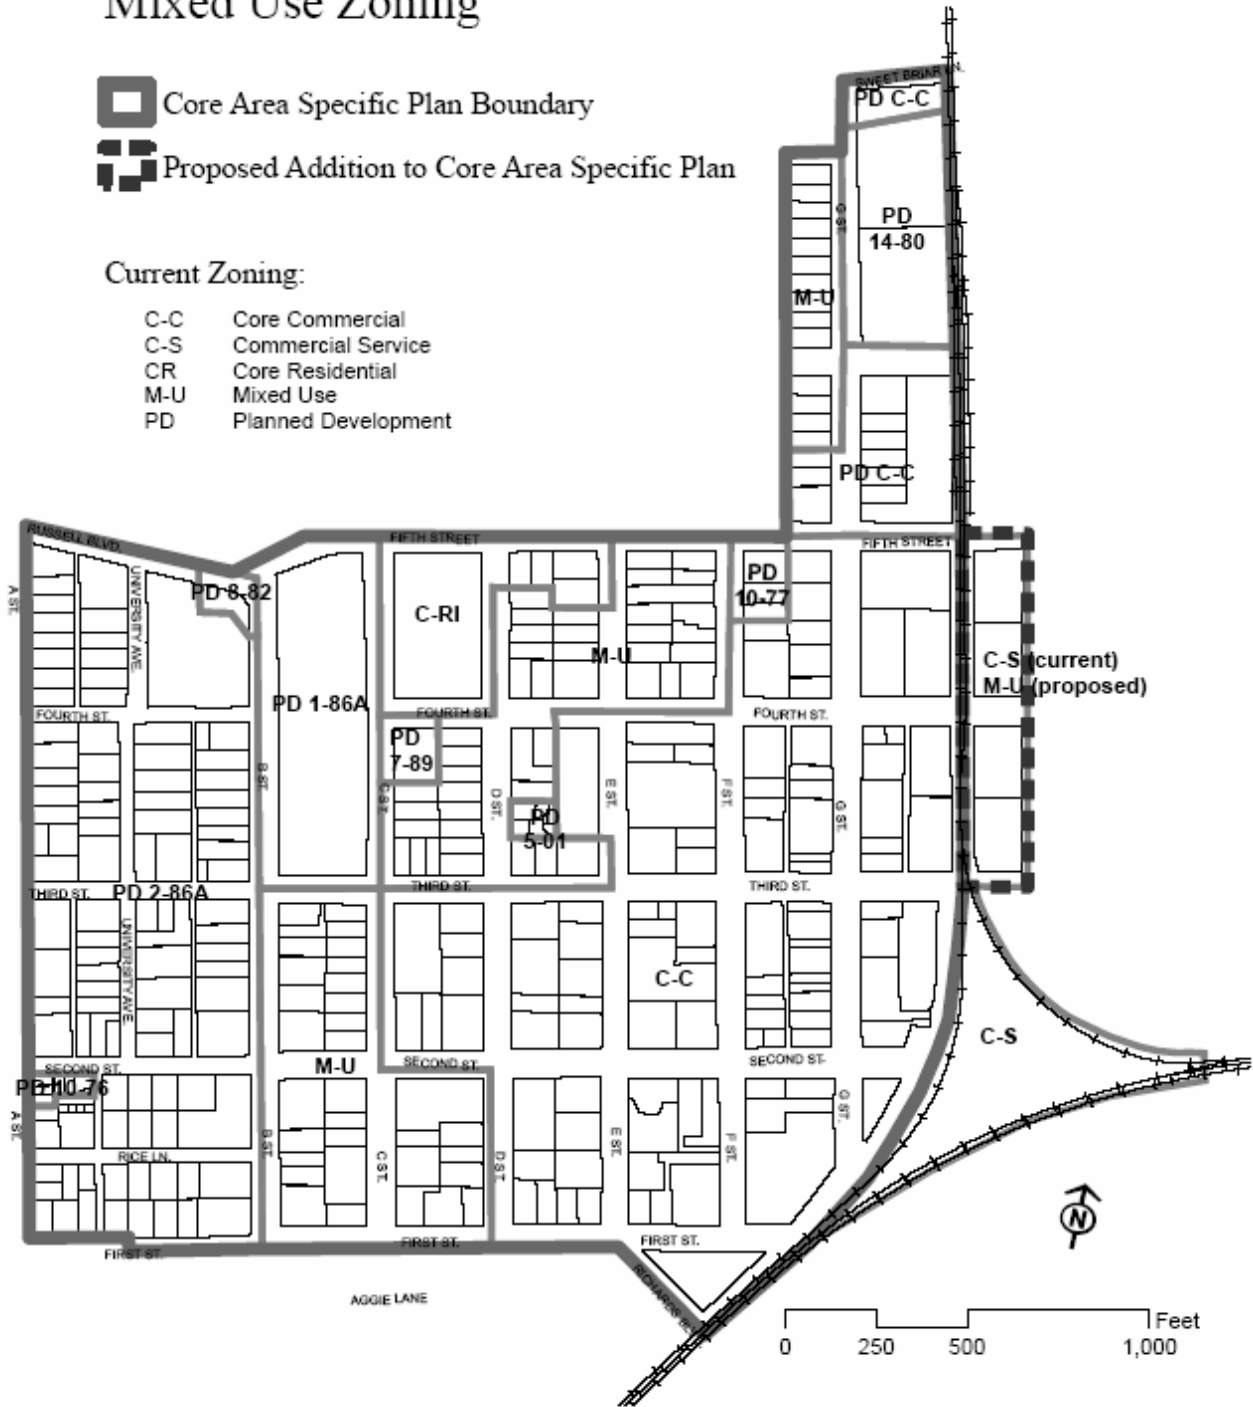 Mixed Use Zoning
Core Area Specific Plan Boundary
Proposed Addition to Core Area Specific Plan
Current Zoning:
C-C Core Commercial
C-S Commercial Service
CR Core Residential
M-U Mixed Use
PD Planned Development
SWEET BRIAR LN.
PD C-C
G ST.
PD
14-80
M-U
PD C-C
RUSSELL BLVD.
FIFTH STREET
FIFTH STREET
A ST.
UNIVERSITY AVE.
PD 8-82
C-RI
PD
10-77
M-U
C-S (current)
M-U (proposed)
PD 1-86A
FOURTH ST.
FOURTH ST.
FOURTH ST.
PD
7-89
B ST.
C ST.
D ST.
E ST.
F ST.
G ST.
PD
5-01
THIRD ST.
PD 2-86A
THIRD ST.
THIRD ST.
UNIVERSITY AVE.
C-C
C-S
SECOND ST.
M-U
SECOND ST.
SECOND ST.
PD 10-76
A ST.
G ST.
RICE LN.
B ST.
C ST.
D ST.
E ST.
F ST.
N
FIRST ST.
FIRST ST.
FIRST ST.
RICHARDS
AGGIE LANE
Feet
0 250 500 1,000